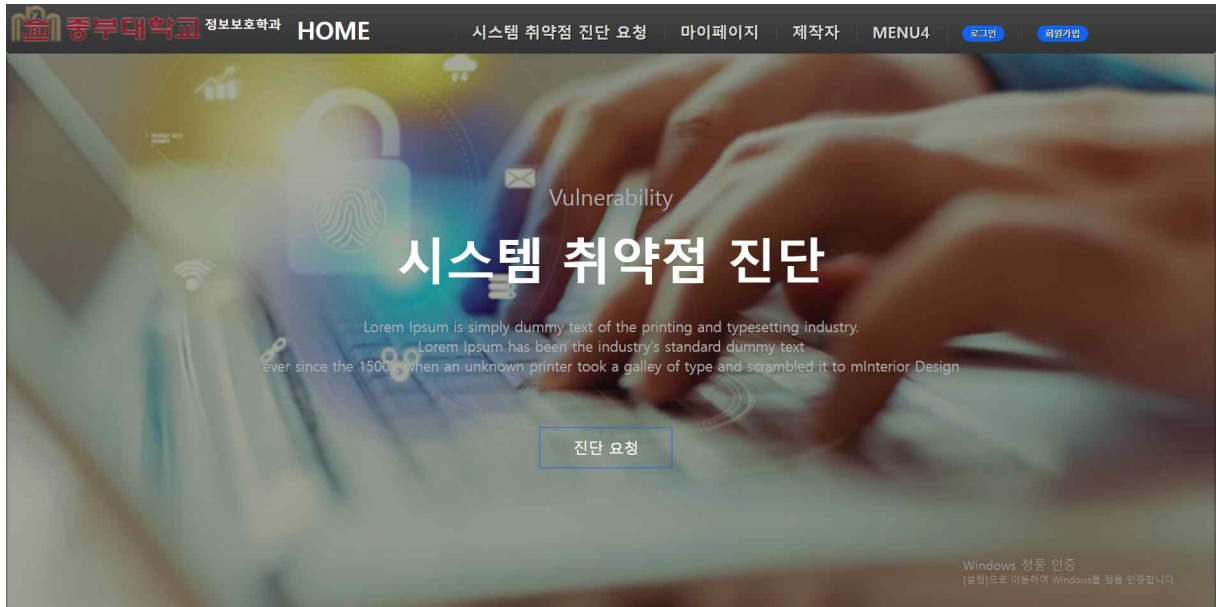 JBU 중부대학교 정보보호학과 HOME 시스템 취약점 진단 요청 마이페이지 제작자 MENU4 로그인 회원가입
Vulnerability
시스템 취약점 진단
Lorem Ipsum is simply dummy text of the printing and typesetting industry.
Lorem Ipsum has been the industry's standard dummy text
ever since the 1500s, when an unknown printer took a galley of type and scrambled it to mInterior Design
진단 요청
Windows 정품 인증
[설정]으로 이동하여 Windows를 정품 인증합니다.